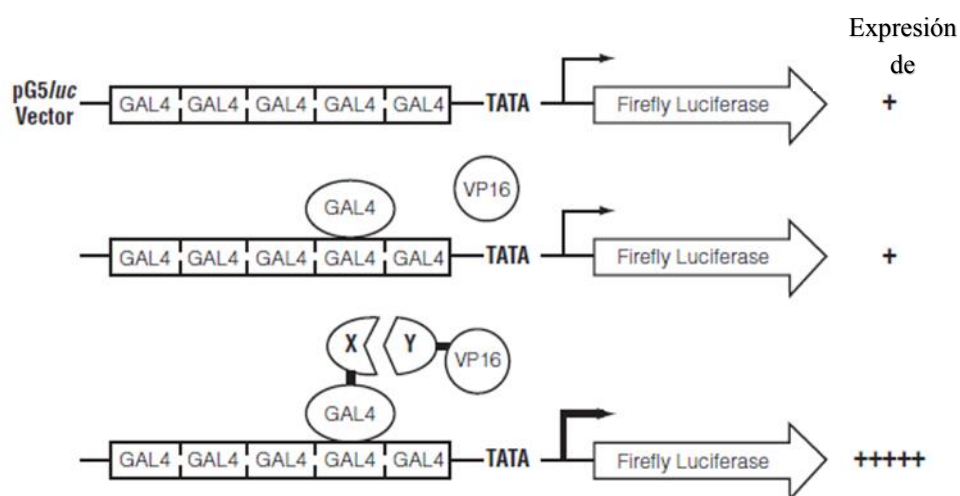 Expresión
de
pG5luc
Vector
GAL4 GAL4 GAL4 GAL4 GAL4 TATA Firefly Luciferase +
GAL4 VP16
GAL4 GAL4 GAL4 GAL4 GAL4 TATA Firefly Luciferase +
X Y VP16
GAL4
GAL4 GAL4 GAL4 GAL4 GAL4 TATA Firefly Luciferase +++++